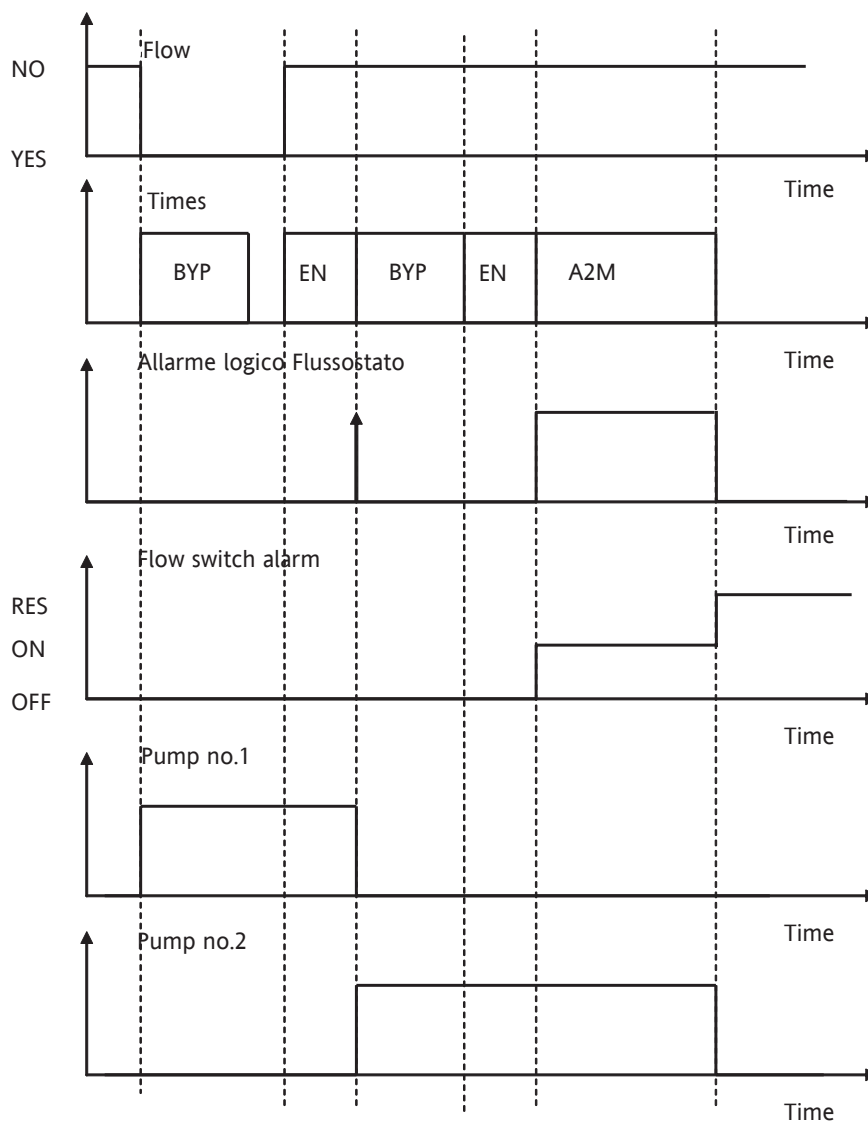 Flow
NO
YES
Time
Times
BYP EN BYP EN A2M
Allarme logico Flussostato
Time
Time
Flow switch alarm
RES
ON
OFF
Time
Pump no.1
Time
Pump no.2
Time